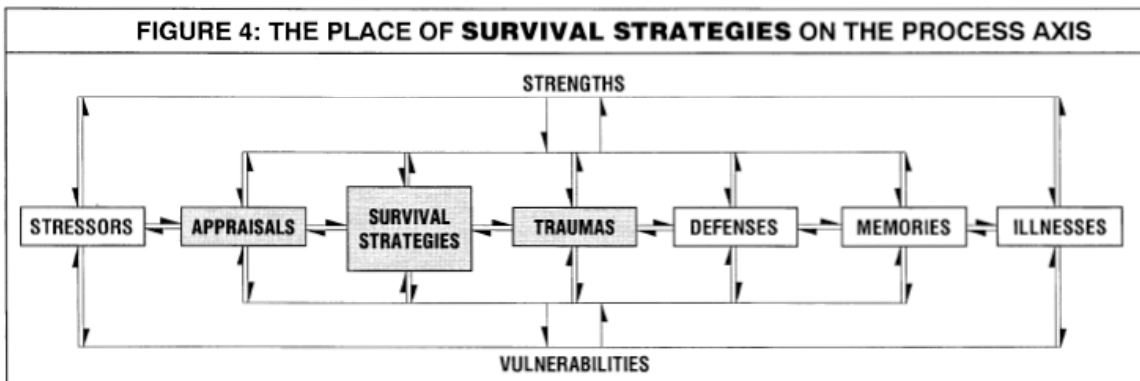 FIGURE 4: THE PLACE OF SURVIVAL STRATEGIES ON THE PROCESS AXIS
STRENGTHS
STRESSORS
APPRAISALS
SURVIVAL
STRATEGIES
TRAUMAS
DEFENSES
MEMORIES
ILLNESSES
VULNERABILITIES